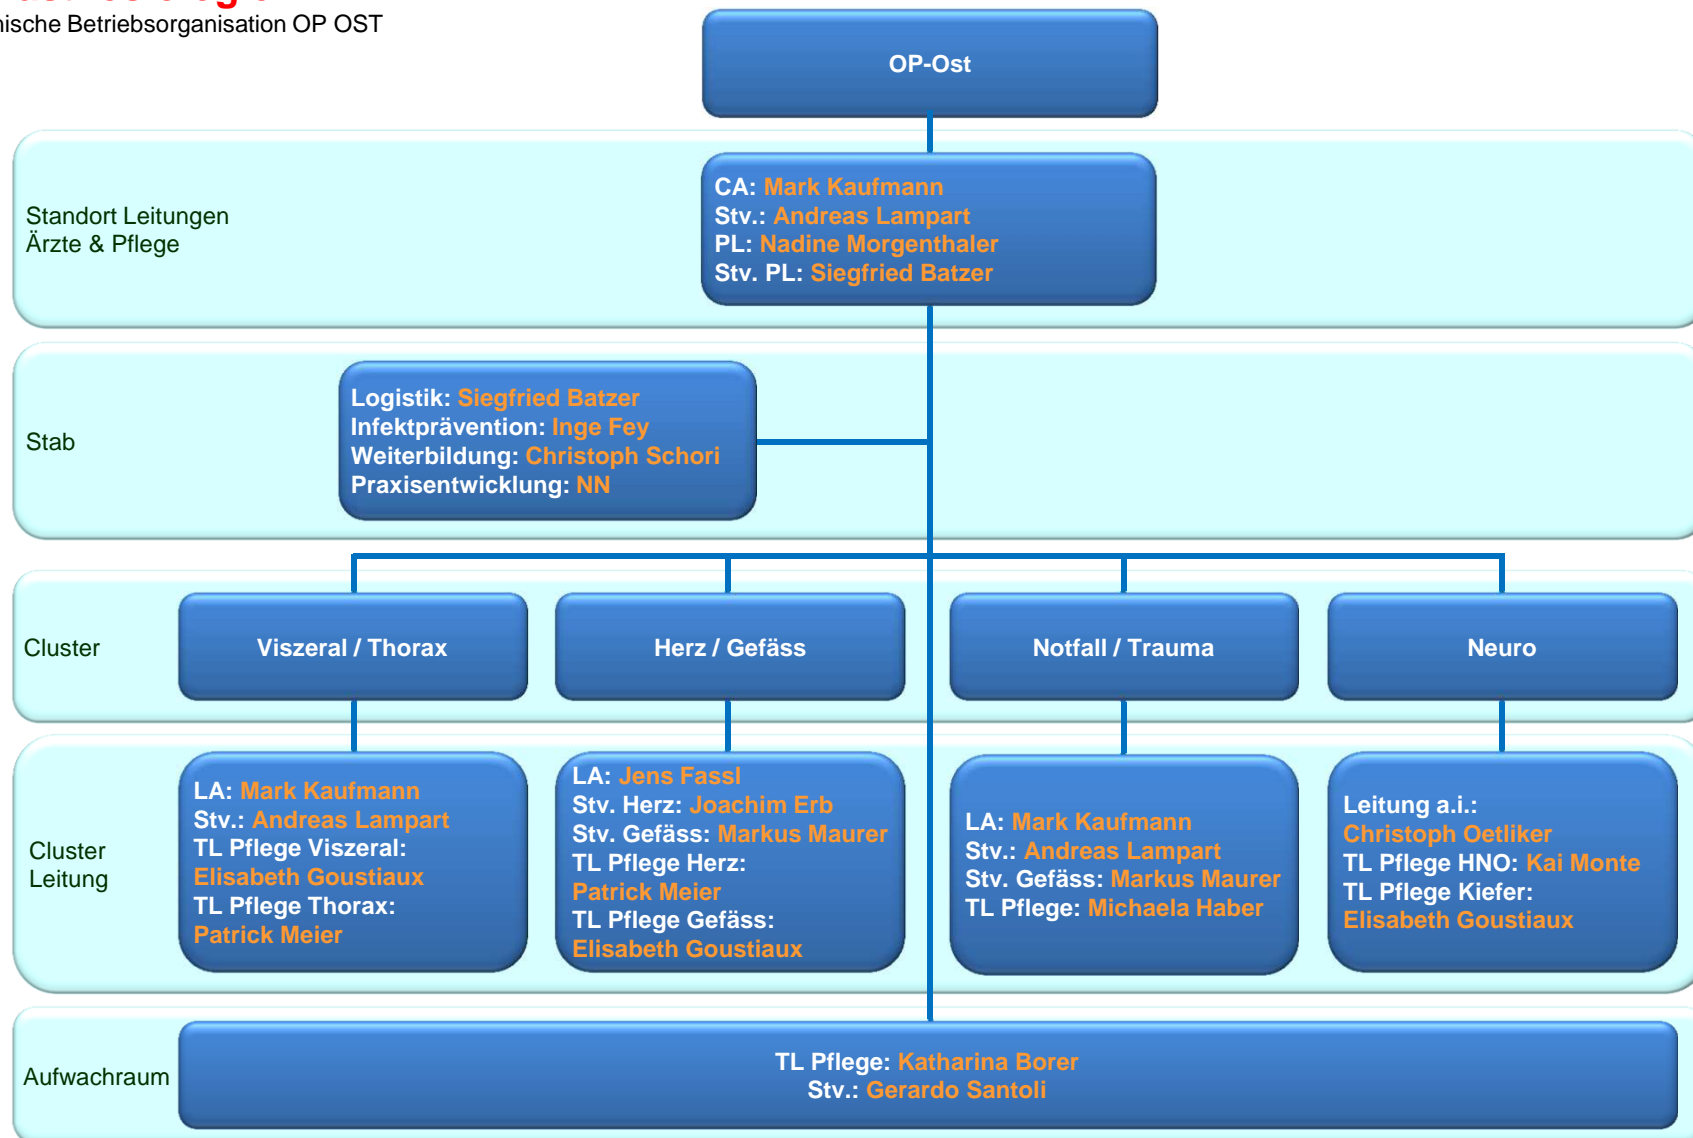 Betriebsorganisation OP OST
OP-Ost
Standort Leitungen
Ärzte & Pflege
CA: Mark Kaufmann
Stv.: Andreas Lampart
PL: Nadine Morgenthaler
Stv. PL: Siegfried Batzer
Stab
Logistik: Siegfried Batzer
Infektprävention: Inge Fey
Weiterbildung: Christoph Schori
Praxisentwicklung: NN
Cluster
Viszeral / Thorax
Herz / Gefäss
Notfall / Trauma
Neuro
Cluster
Leitung
LA: Mark Kaufmann
Stv.: Andreas Lampart
TL Pflege Viszeral:
Elisabeth Goustiaux
TL Pflege Thorax:
Patrick Meier
LA: Jens Fassl
Stv. Herz: Joachim Erb
Stv. Gefäss: Markus Maurer
TL Pflege Herz:
Patrick Meier
TL Pflege Gefäss:
Elisabeth Goustiaux
LA: Mark Kaufmann
Stv.: Andreas Lampart
Stv. Gefäss: Markus Maurer
TL Pflege: Michaela Haber
Leitung a.i.:
Christoph Oetliker
TL Pflege HNO: Kai Monte
TL Pflege Kiefer:
Elisabeth Goustiaux
Aufwachraum
TL Pflege: Katharina Borer
Stv.: Gerardo Santoli